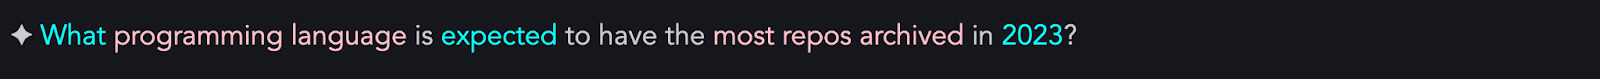 What programming language is expected to have the most repos archived in 2023?